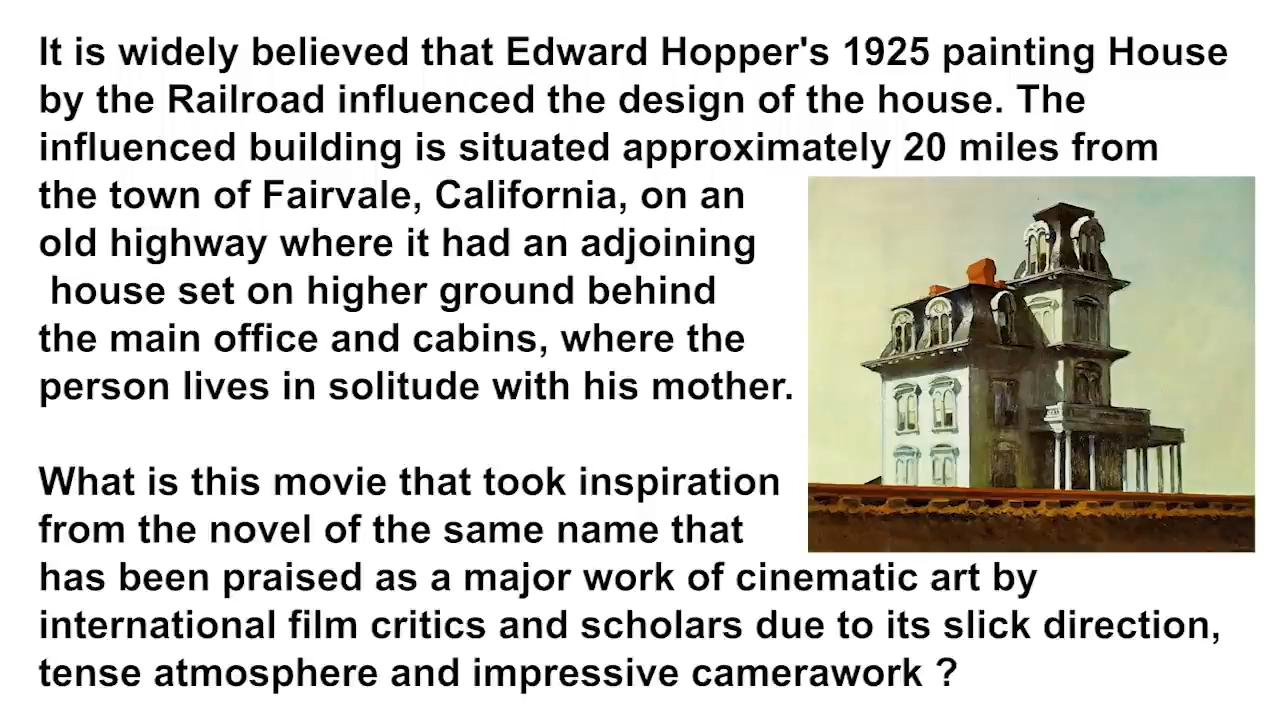 It is widely believed that Edward Hopper's 1925 painting House
by the Railroad influenced the design of the house. The
influenced building is situated approximately 20 miles from
the town of Fairvale, California, on an
old highway where it had an adjoining
house set on higher ground behind
the main office and cabins, where the
person lives in solitude with his mother.
What is this movie that took inspiration
from the novel of the same name that
has been praised as a major work of cinematic art by
international film critics and scholars due to its slick direction,
tense atmosphere and impressive camerawork ?